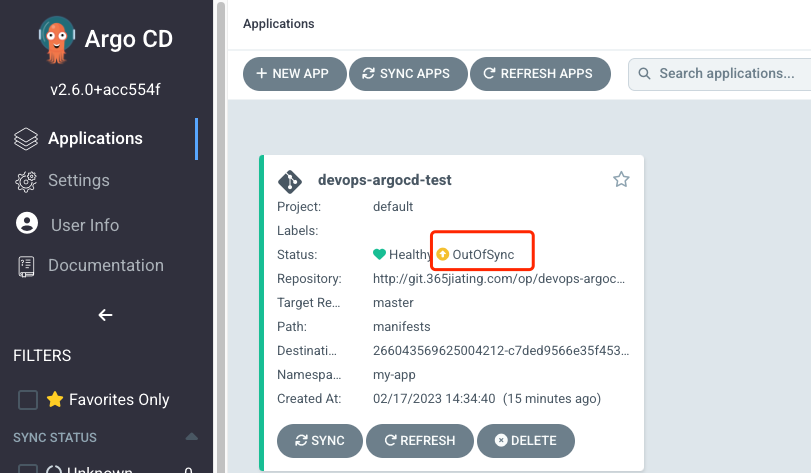 Argo CD
v2.6.0+acc554f
Applications
Settings
User Info
Documentation
FILTERS
Favorites Only
SYNC STATUS
Unknown 0
Applications
NEW APP SYNC APPS REFRESH APPS Search applications...
devops-argocd-test
Project: default
Labels:
Status: Healthy OutOfSync
Repository: http://git.365jiating.com/op/devops-argoc...
Target Re... master
Path: manifests
Destinati... 266043569625004212-c7ded9566e35f453...
Namespa... my-app
Created At: 02/17/2023 14:34:40 (15 minutes ago)
SYNC REFRESH DELETE